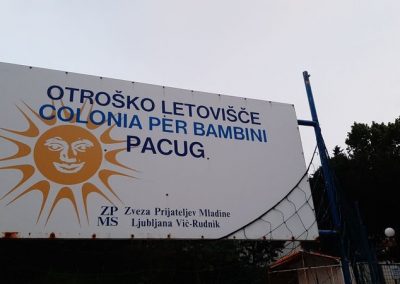 OTROŠKO LETOVIŠČE
COLONIA PER BAMBINI
PACUG
ZP Zveza Prijateljev Mladine
MS Ljubljana Vič-Rudnik